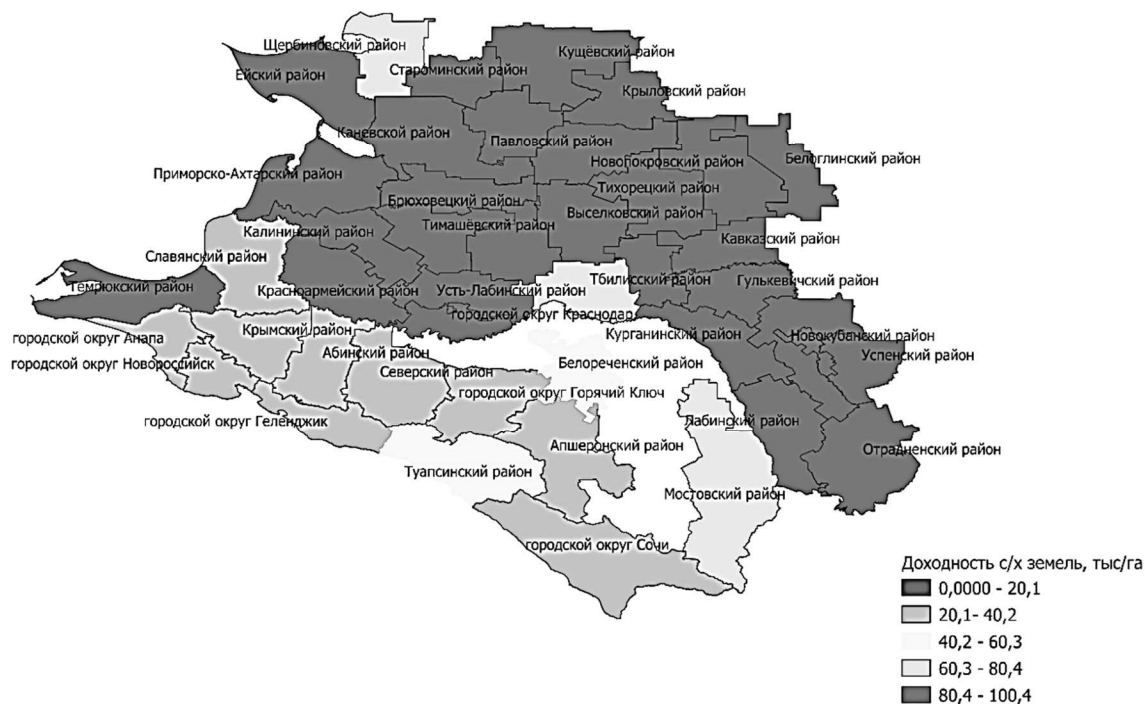 Щербиновский район
Кущёвский район
Ейский район
Староминский район
Крыловский район
Каневской район
Павловский район
Новопокровский район
Белоглинский район
Приморско-Ахтарский район
Тихорецкий район
Брюховецкий район
Выселковский район
Тимашёвский район
Калининский район
Кавказский район
Славянский район
Тбилисский район
Гулькевичский район
Темрюкский район
Красноармейский район
Усть-Лабинский район
городской округ Краснодар
Крымский район
Курганинский район
Новокубанский район
городской округ Анапа
Абинский район
Успенский район
городской округ Новороссийск
Белореченский район
Северский район
городской округ Горячий Ключ
городской округ Геленджик
Лабинский район
Апшеронский район
Отрадненский район
Туапсинский район
Мостовский район
городской округ Сочи
Доходность с/х земель, тыс/га
0,0000 - 20,1
20,1- 40,2
40,2 - 60,3
60,3 - 80,4
80,4 - 100,4